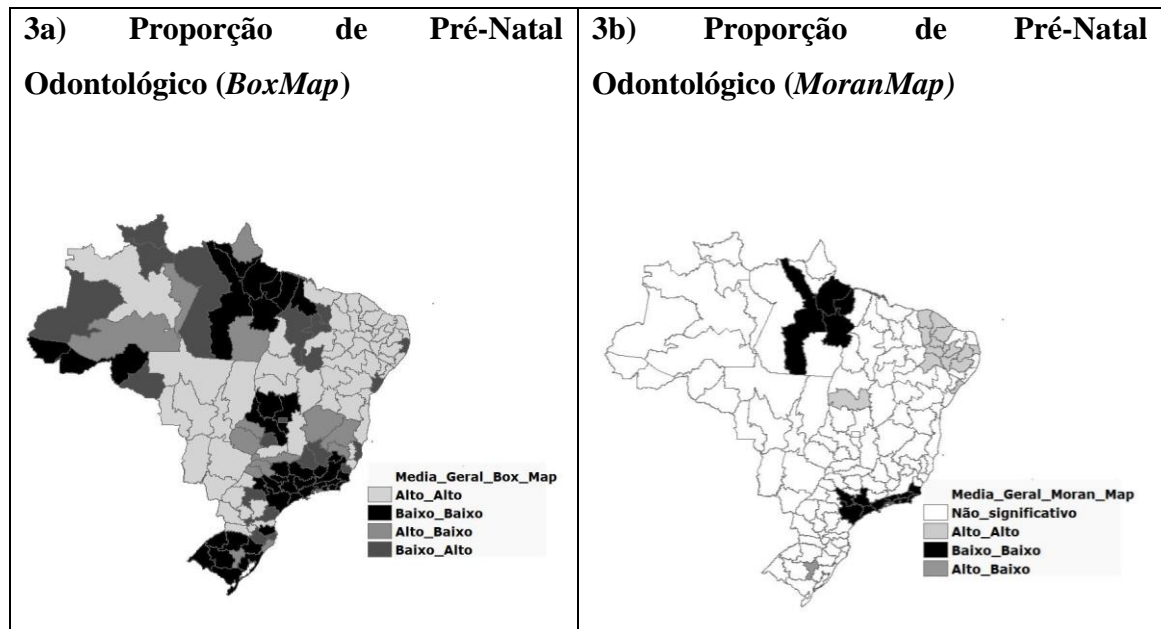 3a) Proporção de Pré-Natal
Odontológico (BoxMap)
Media_Geral_Box_Map
Alto_Alto
Baixo_Baixo
Alto_Baixo
Baixo_Alto
3b) Proporção de Pré-Natal
Odontológico (MoranMap)
Media_Geral_Moran_Map
Não_significativo
Alto_Alto
Baixo_Baixo
Alto_Baixo